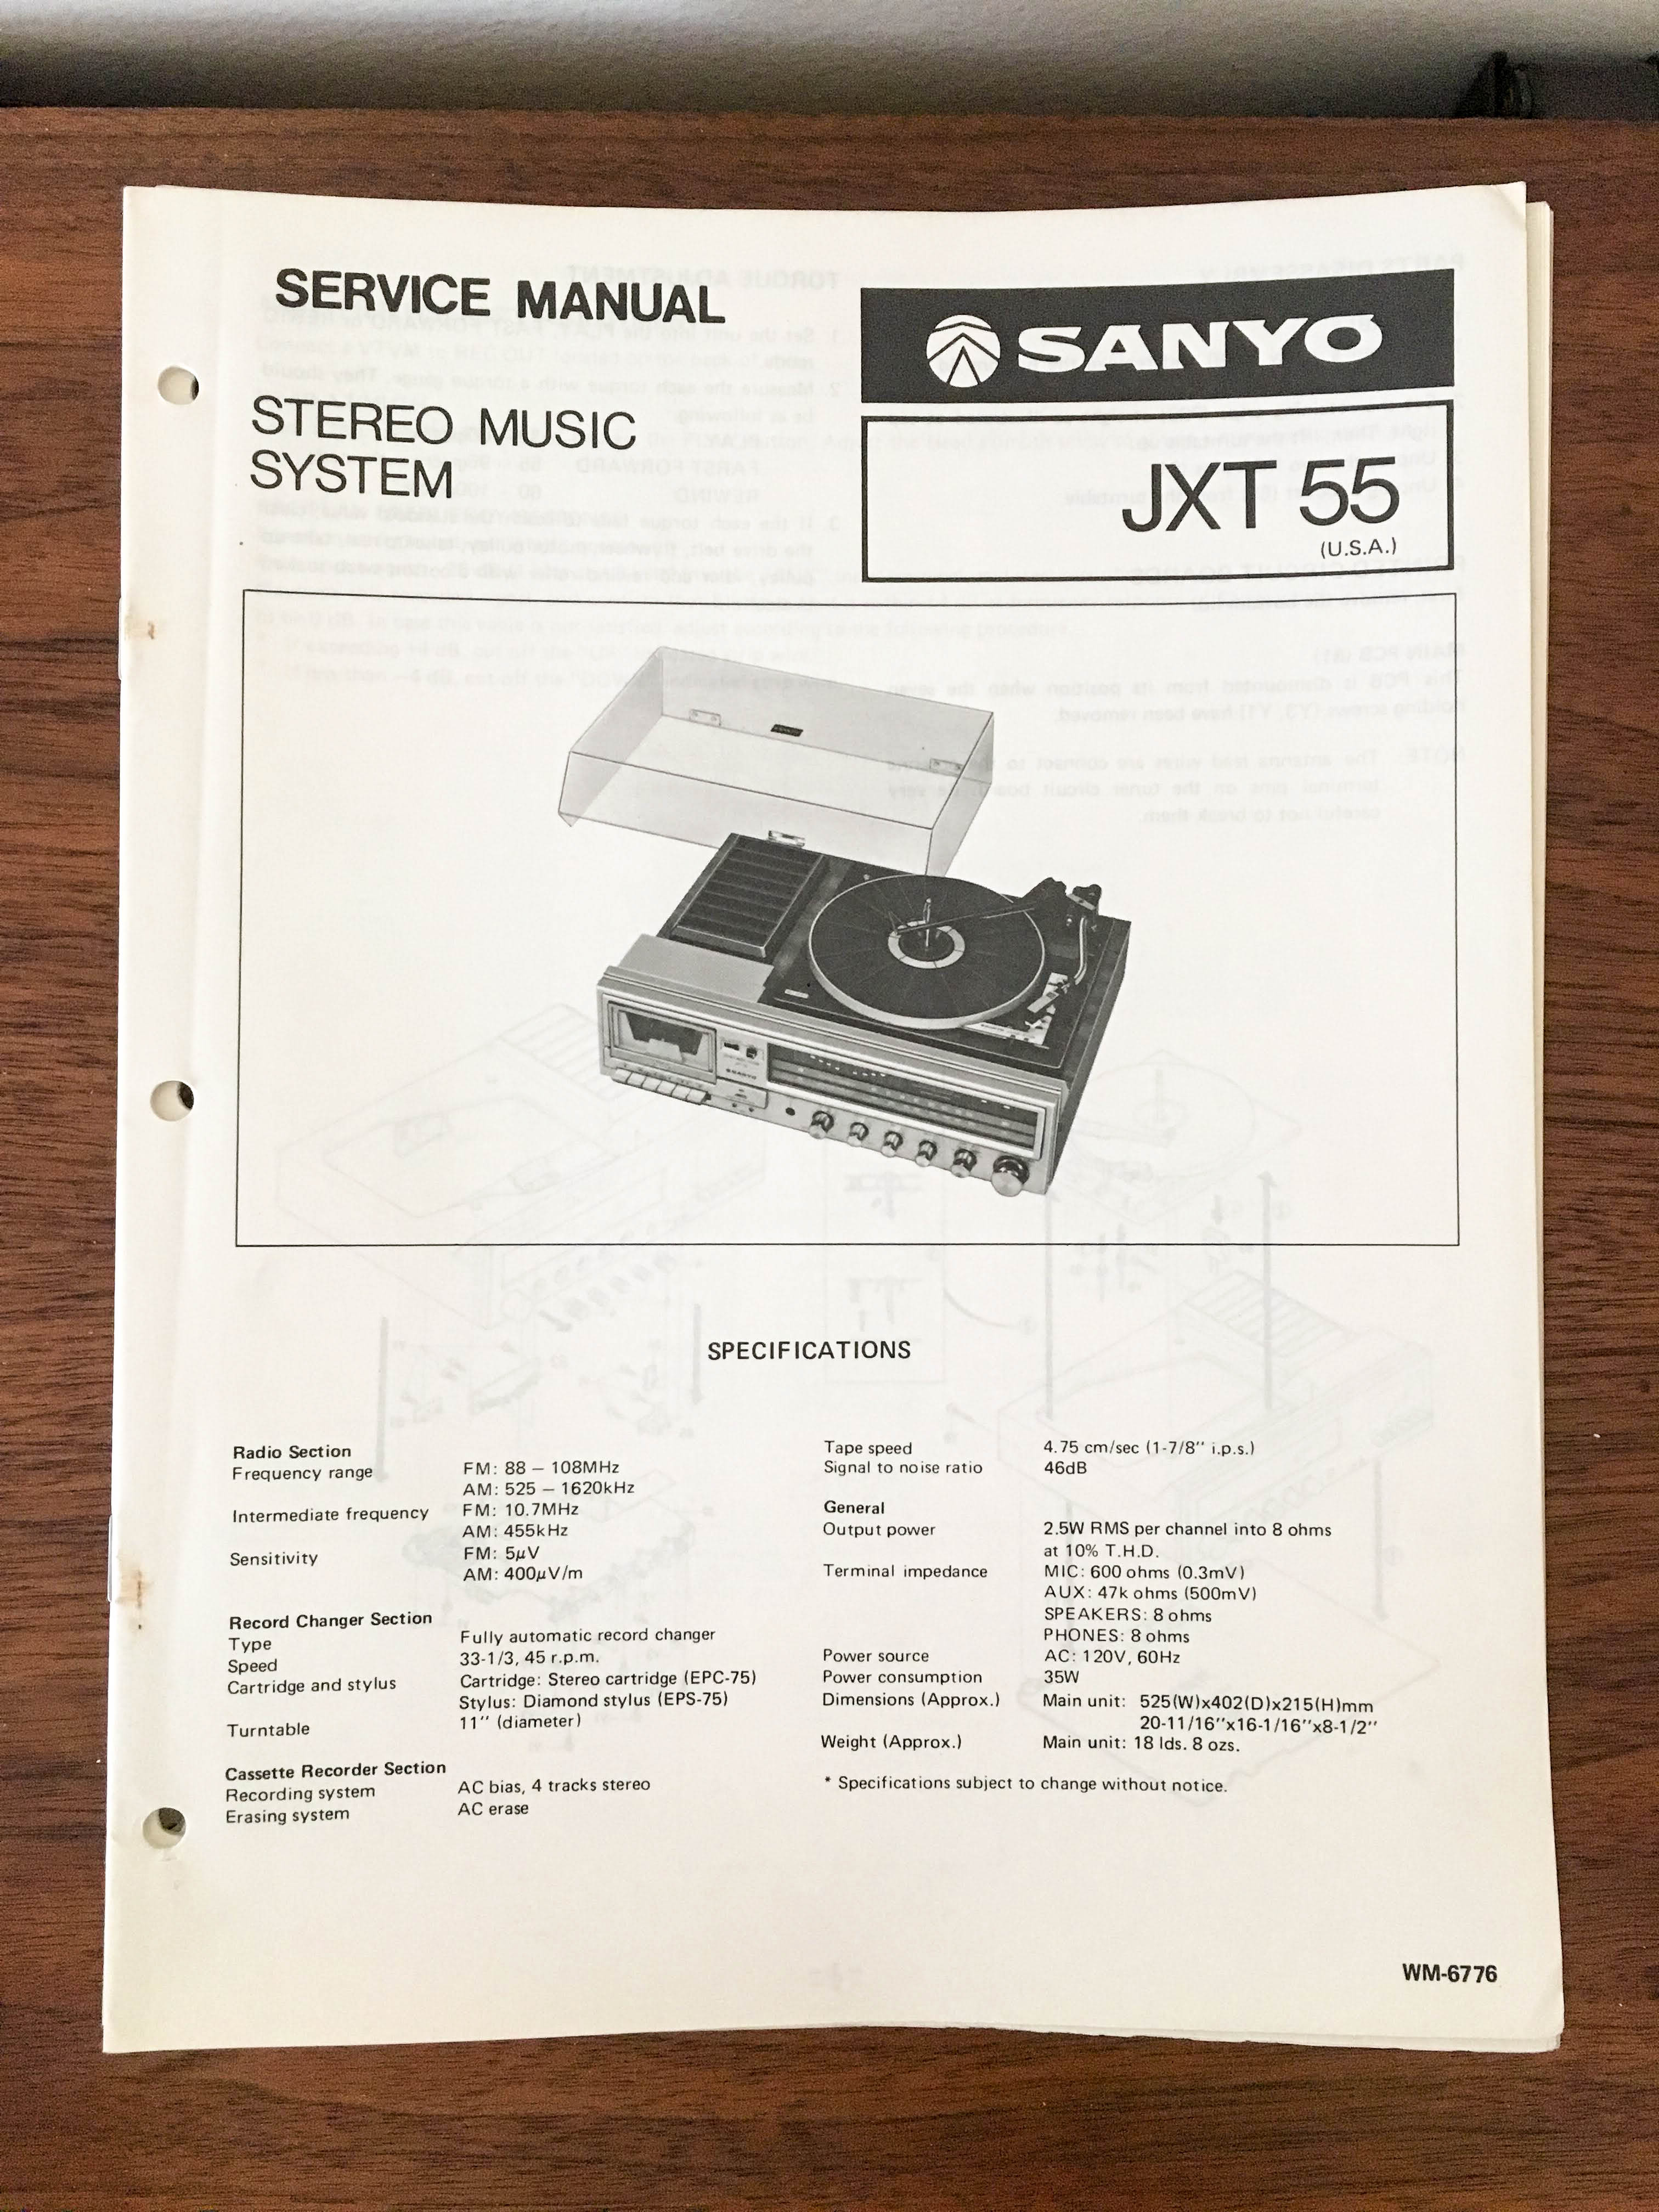 SERVICE MANUAL
SANYO
STEREO MUSIC
SYSTEM
JXT 55
(U.S.A.)
SANYO
SPECIFICATIONS
Radio Section
Frequency range FM: 88 – 108MHz
AM: 525 – 1620kHz
Intermediate frequency FM: 10.7MHz
AM: 455kHz
Sensitivity FM: 5μV
AM: 400μV/m
Record Changer Section
Type Fully automatic record changer
Speed 33-1/3, 45 r.p.m.
Cartridge and stylus Cartridge: Stereo cartridge (EPC-75)
Stylus: Diamond stylus (EPS-75)
Turntable 11'' (diameter)
Cassette Recorder Section
Recording system AC bias, 4 tracks stereo
Erasing system AC erase
Tape speed 4.75 cm/sec (1-7/8'' i.p.s.)
Signal to noise ratio 46dB
General
Output power 2.5W RMS per channel into 8 ohms
at 10% T.H.D.
Terminal impedance MIC: 600 ohms (0.3mV)
AUX: 47k ohms (500mV)
SPEAKERS: 8 ohms
PHONES: 8 ohms
Power source AC: 120V, 60Hz
Power consumption 35W
Dimensions (Approx.) Main unit: 525(W)x402(D)x215(H)mm
20-11/16''x16-1/16''x8-1/2''
Weight (Approx.) Main unit: 18 lds. 8 ozs.
* Specifications subject to change without notice.
WM-6776